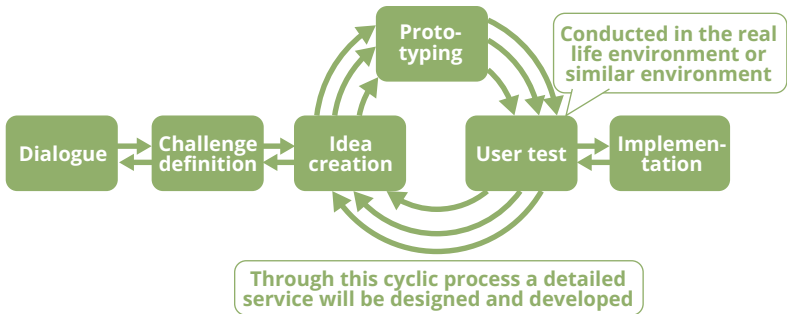 Proto-
typing
Conducted in the real
life environment or
similar environment
Dialogue
Challenge
definition
Idea
creation
User test
Implemen-
tation
Through this cyclic process a detailed
service will be designed and developed